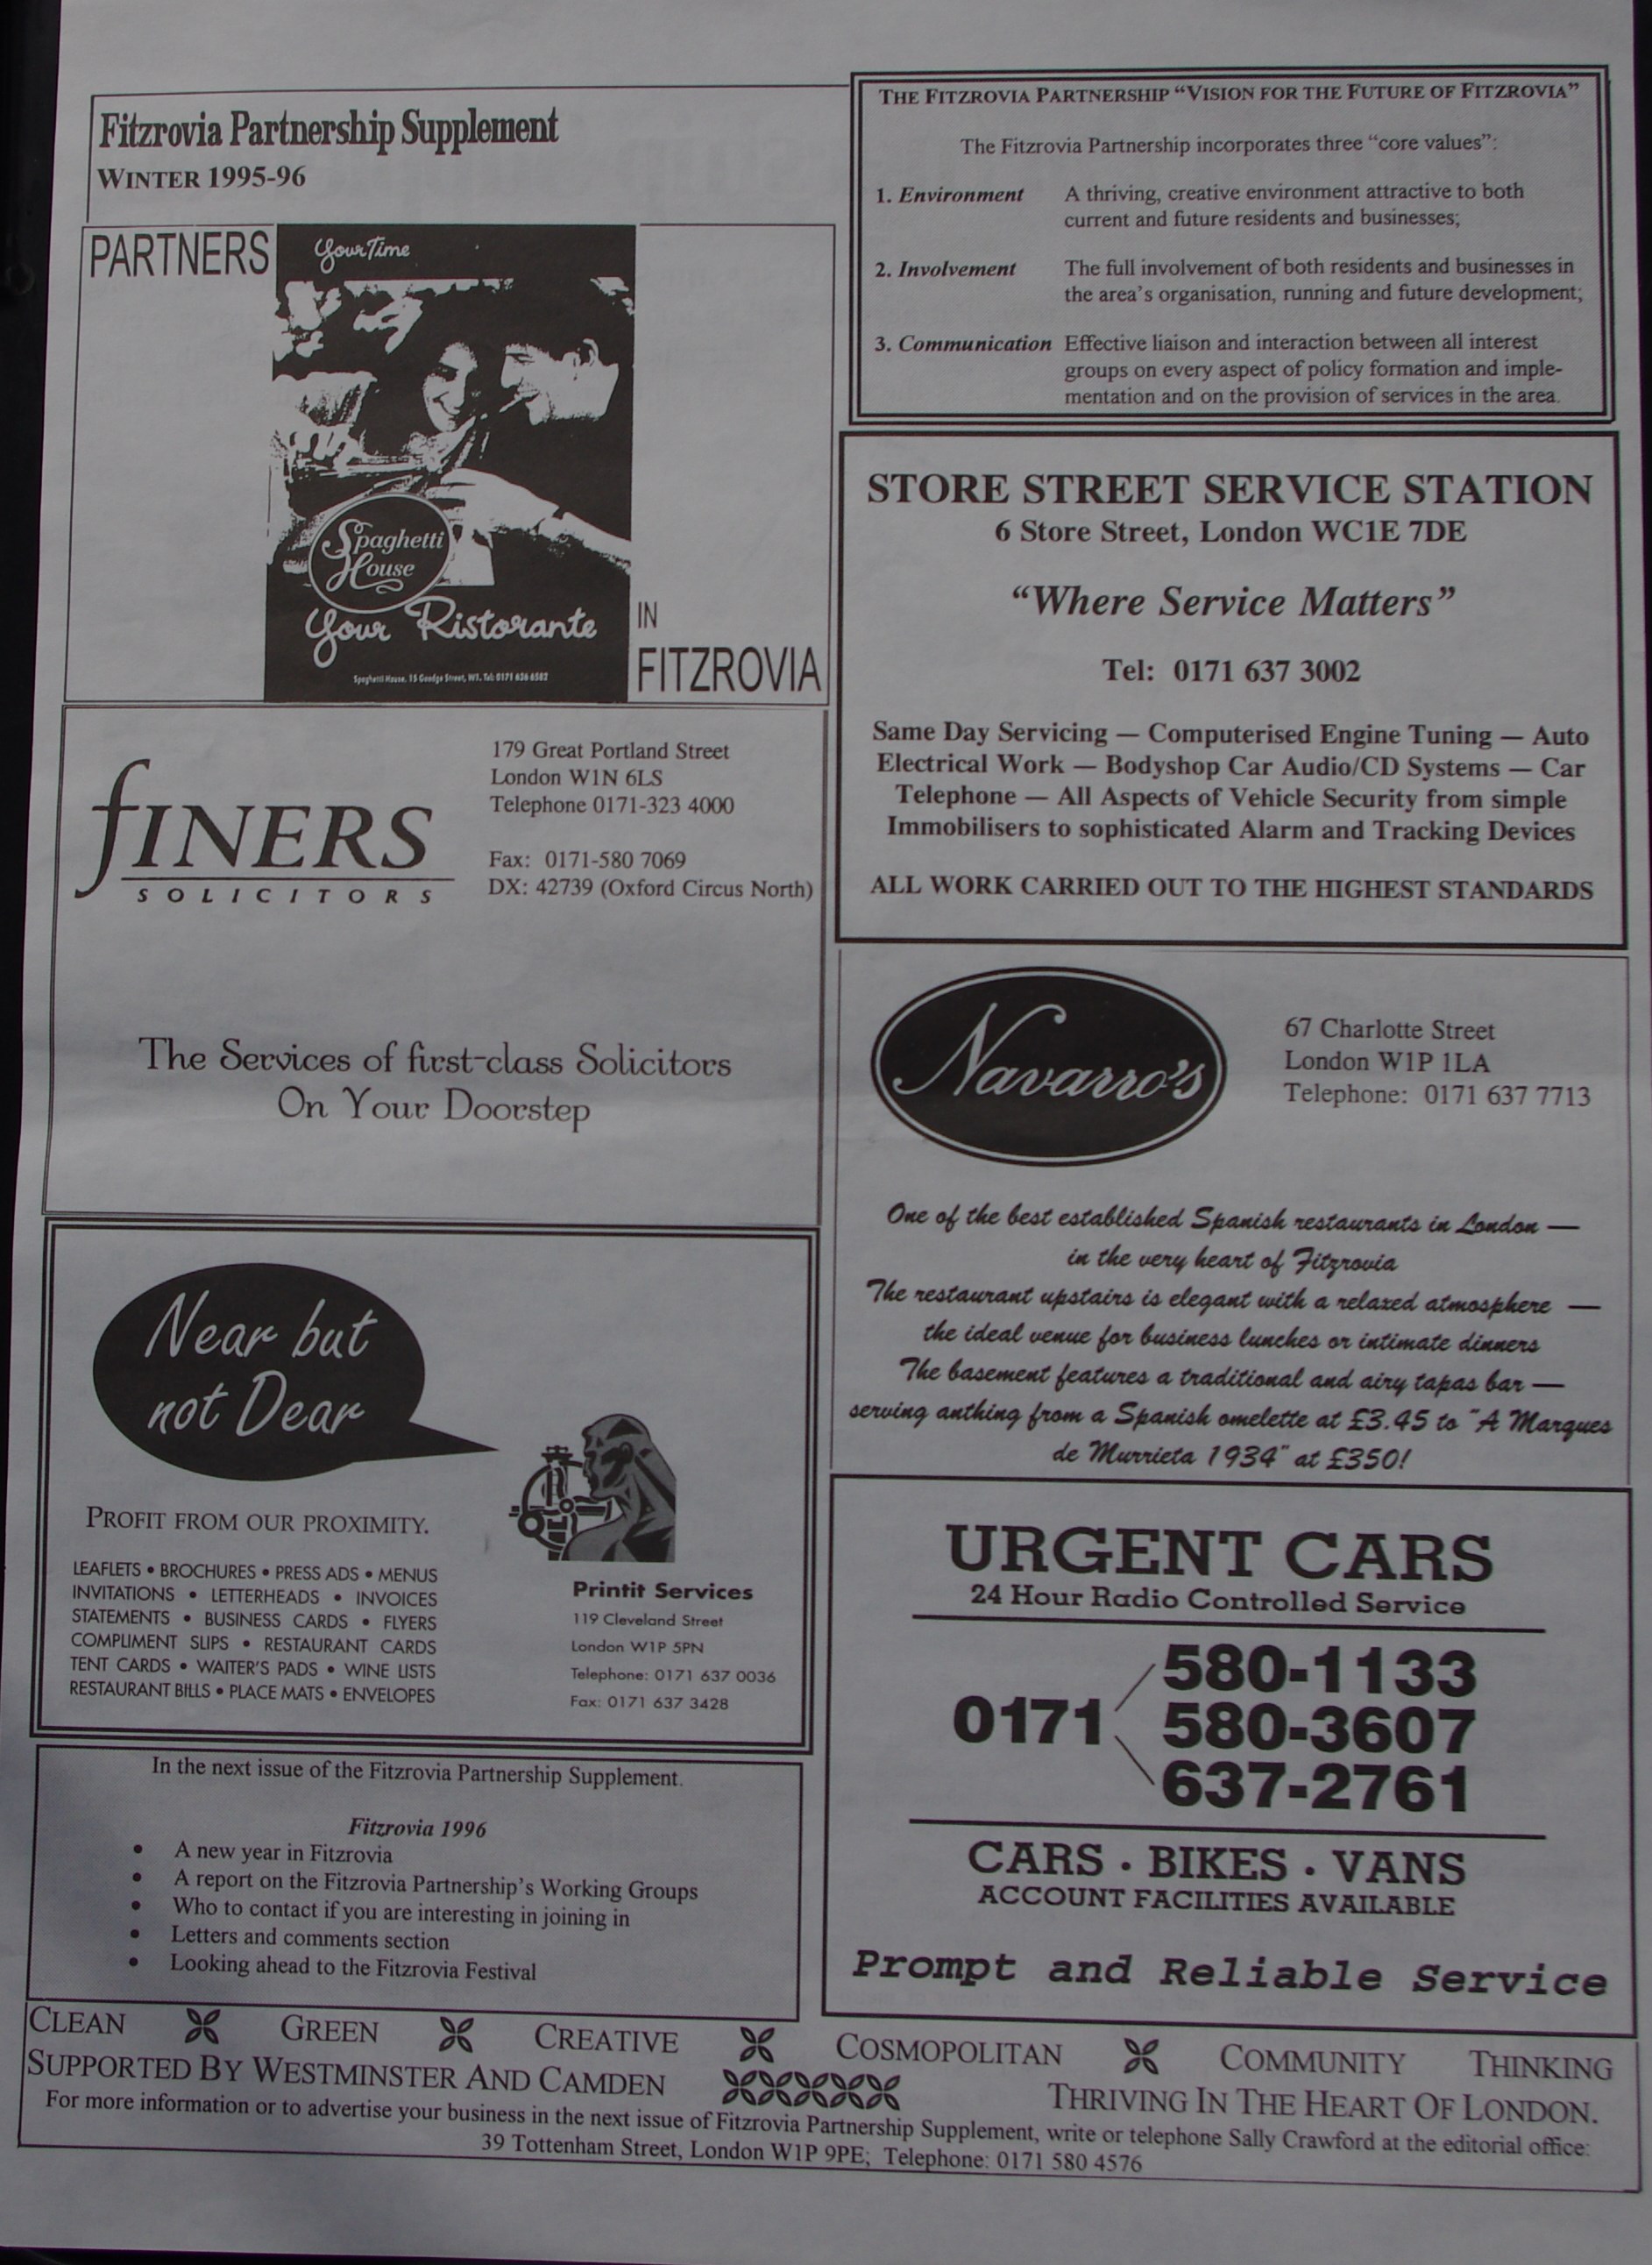 Fitzrovia Partnership Supplement
WINTER 1995-96
PARTNERS
Your Time
Spaghetti
House
Your Ristorante
Spaghetti House, 15 Goodge Street, W1. Tel: 0171 636 6582
IN
FITZROVIA
THE FITZROVIA PARTNERSHIP “VISION FOR THE FUTURE OF FITZROVIA”
The Fitzrovia Partnership incorporates three “core values”:
1. Environment A thriving, creative environment attractive to both
current and future residents and businesses;
2. Involvement The full involvement of both residents and businesses in
the area’s organisation, running and future development;
3. Communication Effective liaison and interaction between all interest
groups on every aspect of policy formation and imple-
mentation and on the provision of services in the area.
STORE STREET SERVICE STATION
6 Store Street, London WC1E 7DE
“Where Service Matters”
Tel: 0171 637 3002
Same Day Servicing — Computerised Engine Tuning — Auto
Electrical Work — Bodyshop Car Audio/CD Systems — Car
Telephone — All Aspects of Vehicle Security from simple
Immobilisers to sophisticated Alarm and Tracking Devices
ALL WORK CARRIED OUT TO THE HIGHEST STANDARDS
fINERS
SOLICITORS
179 Great Portland Street
London W1N 6LS
Telephone 0171-323 4000
Fax: 0171-580 7069
DX: 42739 (Oxford Circus North)
The Services of first-class Solicitors
On Your Doorstep
Navarro's
67 Charlotte Street
London W1P 1LA
Telephone: 0171 637 7713
One of the best established Spanish restaurants in London —
in the very heart of Fitzrovia
The restaurant upstairs is elegant with a relaxed atmosphere —
the ideal venue for business lunches or intimate dinners
The basement features a traditional and airy tapas bar —
serving anthing from a Spanish omelette at £3.45 to "A Marques
de Murrieta 1934" at £350!
Near but
not Dear
PROFIT FROM OUR PROXIMITY.
LEAFLETS • BROCHURES • PRESS ADS • MENUS
INVITATIONS • LETTERHEADS • INVOICES
STATEMENTS • BUSINESS CARDS • FLYERS
COMPLIMENT SLIPS • RESTAURANT CARDS
TENT CARDS • WAITER'S PADS • WINE LISTS
RESTAURANT BILLS • PLACE MATS • ENVELOPES
Printit Services
119 Cleveland Street
London W1P 5PN
Telephone: 0171 637 0036
Fax: 0171 637 3428
URGENT CARS
24 Hour Radio Controlled Service
0171
580-1133
580-3607
637-2761
CARS . BIKES . VANS
ACCOUNT FACILITIES AVAILABLE
Prompt and Reliable Service
In the next issue of the Fitzrovia Partnership Supplement.
Fitzrovia 1996
• A new year in Fitzrovia
• A report on the Fitzrovia Partnership’s Working Groups
• Who to contact if you are interesting in joining in
• Letters and comments section
• Looking ahead to the Fitzrovia Festival
CLEAN GREEN CREATIVE COSMOPOLITAN COMMUNITY THINKING
SUPPORTED BY WESTMINSTER AND CAMDEN THRIVING IN THE HEART OF LONDON.
For more information or to advertise your business in the next issue of Fitzrovia Partnership Supplement, write or telephone Sally Crawford at the editorial office:
39 Tottenham Street, London W1P 9PE; Telephone: 0171 580 4576